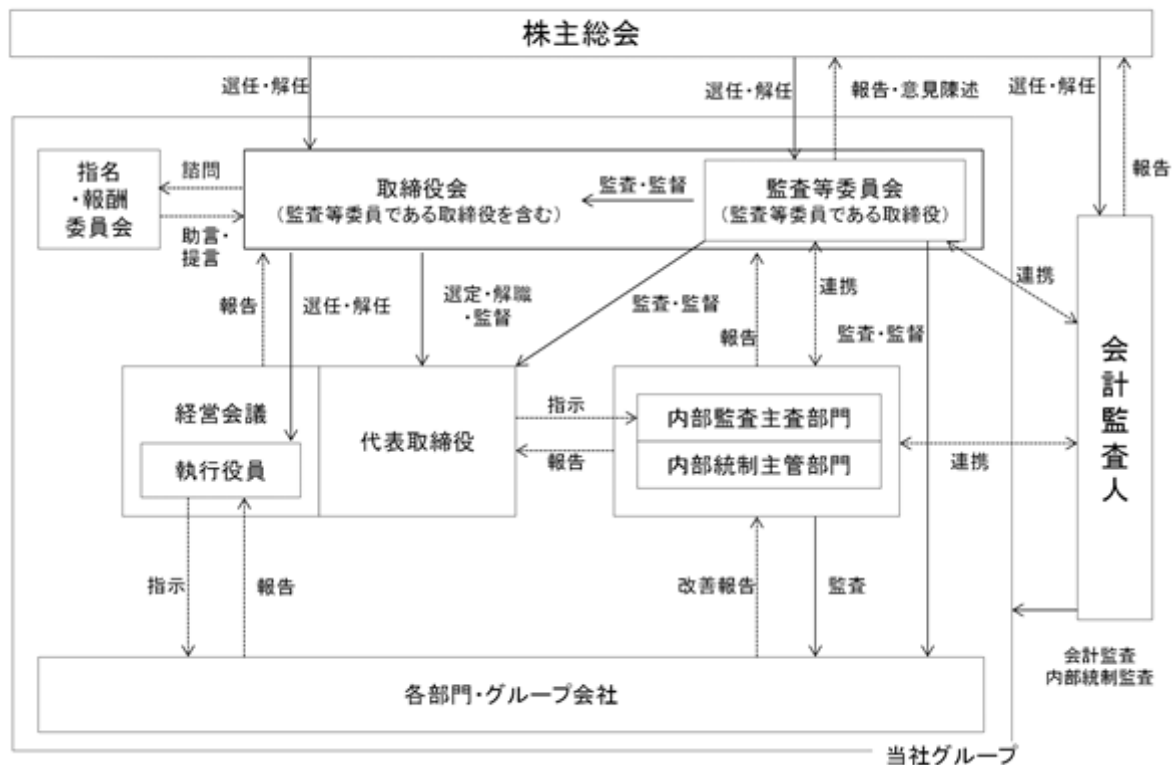 株主総会
選任・解任
選任・解任
報告・意見陳述
選任・解任
報告
指名
・報酬
委員会
諮問
助言・
提言
取締役会
(監査等委員である取締役を含む)
監査・監督
監査等委員会
(監査等委員である取締役)
報告
選任・解任
選定・解職
・監督
監査・監督
報告
連携
監査・監督
連携
経営会議
執行役員
代表取締役
指示
報告
内部監査主査部門
内部統制主管部門
連携
会計監査人
指示
報告
改善報告
監査
会計監査
内部統制監査
各部門・グループ会社
当社グループ